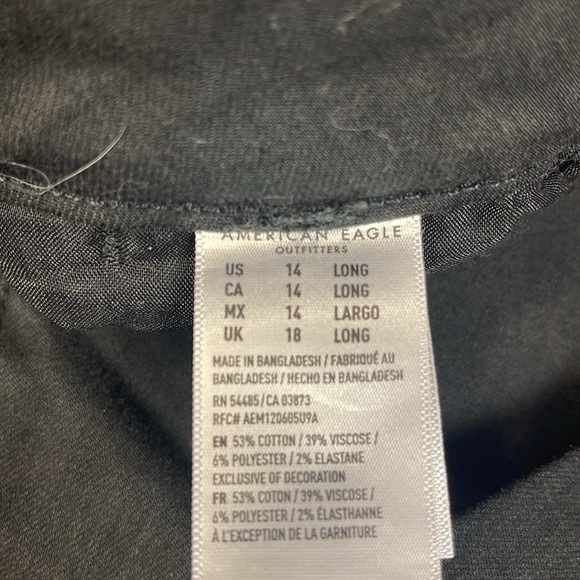 AMERICAN EAGLE
OUTFITTERS
US 14 LONG
CA 14 LONG
MX 14 LARGO
UK 18 LONG
MADE IN BANGLADESH / FABRIQUÉ AU
BANGLADESH / HECHO EN BANGLADESH
RN 54485/CA 03873
RFC# AEM120605U9A
EN 53% COTTON / 39% VISCOSE /
6% POLYESTER / 2% ELASTANE
EXCLUSIVE OF DECORATION
FR 53% COTON / 39% VISCOSE /
6% POLYESTER / 2% ÉLASTHANNE
À L'EXCEPTION DE LA GARNITURE